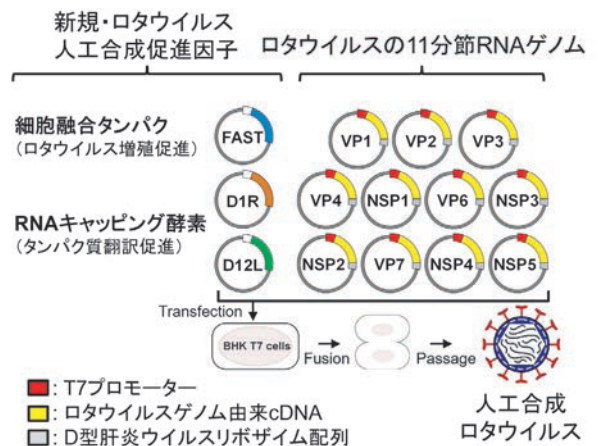 新規・ロタウイルス
人工合成促進因子
ロタウイルスの11分節RNAゲノム
細胞融合タンパク
(ロタウイルス増殖促進)
FAST
VP1
VP2
VP3
D1R
VP4
NSP1
VP6
NSP3
RNAキャッピング酵素
(タンパク質翻訳促進)
D12L
NSP2
VP7
NSP4
NSP5
Transfection
BHK T7 cells
Fusion
Passage
: T7プロモーター
: ロタウイルスゲノム由来cDNA
: D型肝炎ウイルスリボザイム配列
人工合成
ロタウイルス